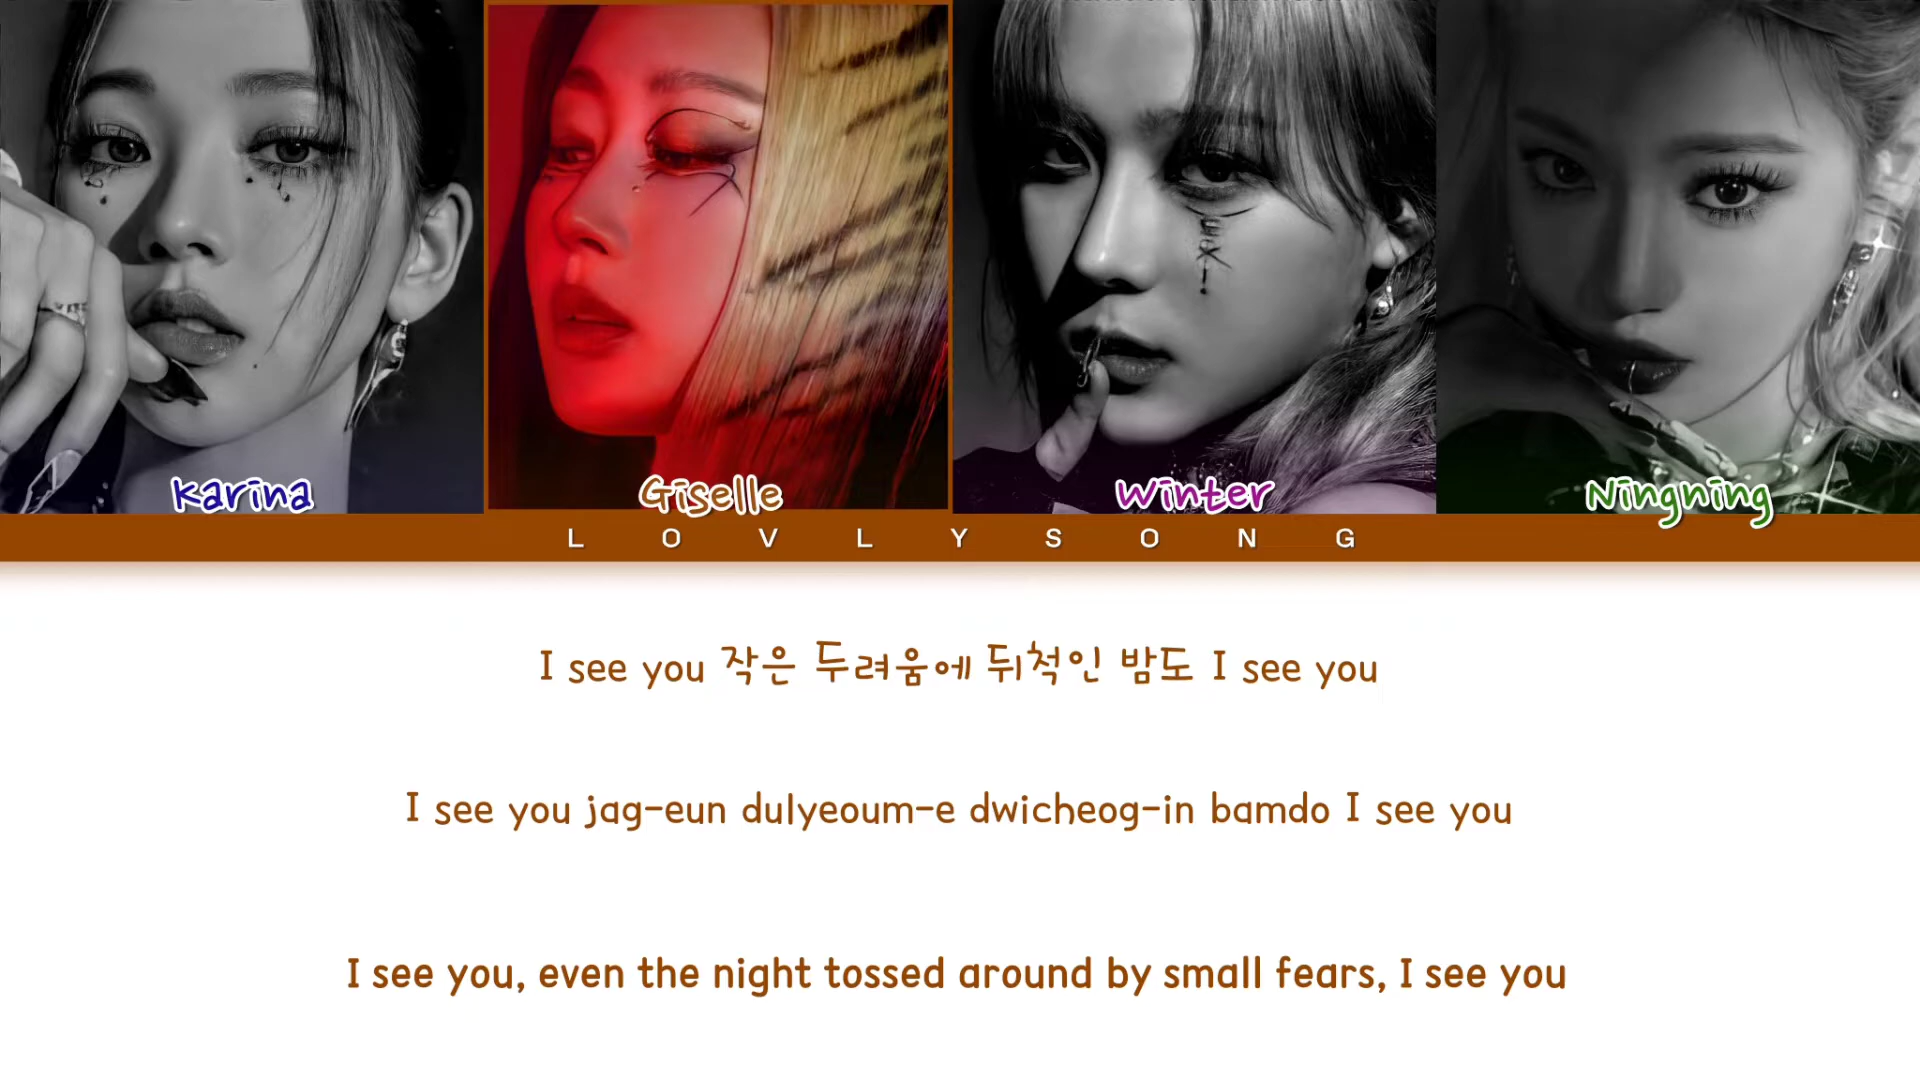 Karina Giselle Winter Ningning
LOVLYSONG
I see you 작은 두려움에 뒤척인 밤도 I see you
I see you jag-eun dulyeoum-e dwicheog-in bamdo I see you
I see you, even the night tossed around by small fears, I see you